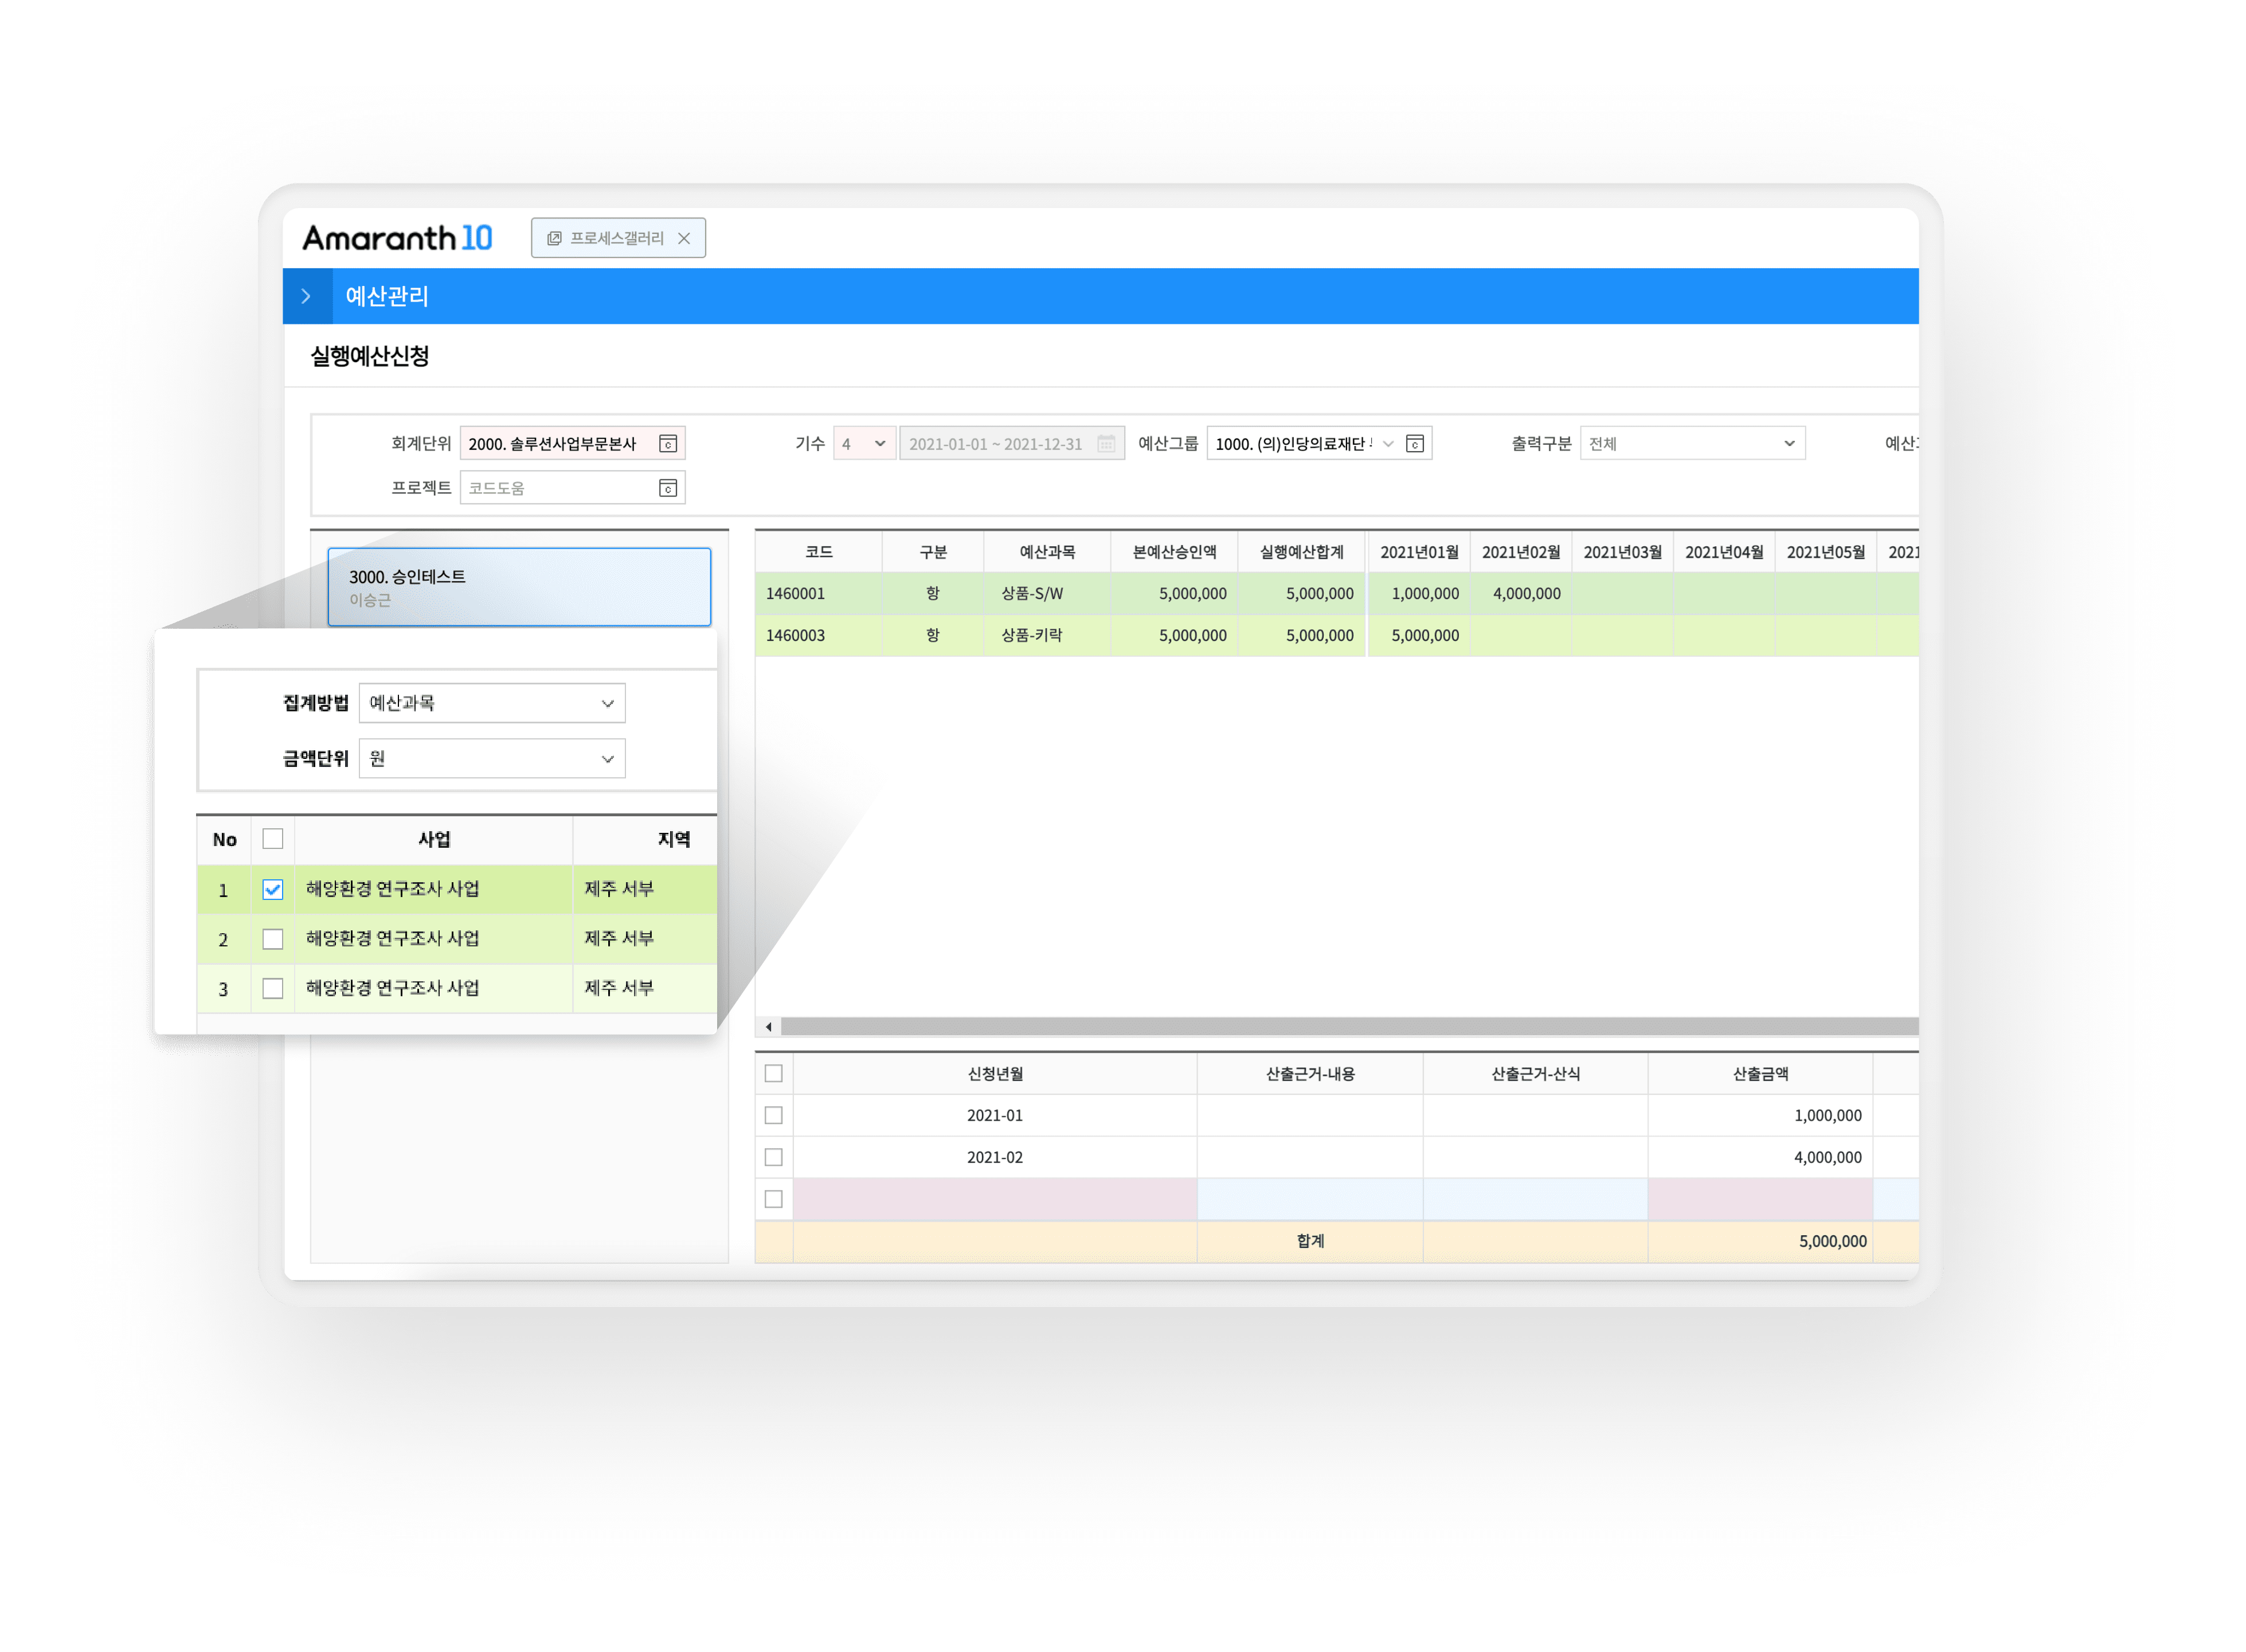 Amaranth 10
프로세스갤러리
예산관리
실행예산신청
회계단위 2000. 솔루션사업부문본사 기수 4 2021-01-01 ~ 2021-12-31 예산그룹 1000. (의)인당의료재단 출력구분 전체
프로젝트 코드도움
3000. 승인테스트
이승근
코드 구분 예산과목 본예산승인액 실행예산합계 2021년01월 2021년02월 2021년03월 2021년04월 2021년05월 2021
1460001 항 상품-S/W 5,000,000 5,000,000 1,000,000 4,000,000
1460003 항 상품-키락 5,000,000 5,000,000 5,000,000
집계방법 예산과목
금액단위 원
No 사업 지역
1 해양환경 연구조사 사업 제주 서부
2 해양환경 연구조사 사업 제주 서부
3 해양환경 연구조사 사업 제주 서부
신청년월 산출근거-내용 산출근거-산식 산출금액
2021-01 1,000,000
2021-02 4,000,000
합계 5,000,000